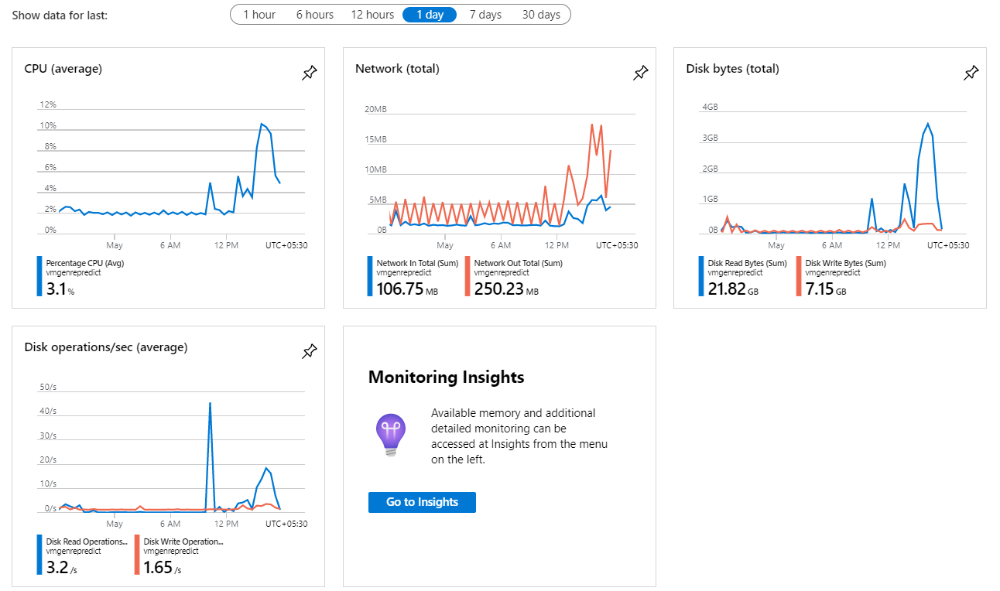 Show data for last:
1 hour 6 hours 12 hours 1 day 7 days 30 days
CPU (average)
12%
10%
8%
6%
4%
2%
0%
May 6 AM 12 PM UTC+05:30
Percentage CPU (Avg)
vmgenrepredict
3.1 %
Network (total)
20MB
15MB
10MB
5MB
0B
May 6 AM 12 PM UTC+05:30
Network In Total (Sum) Network Out Total (Sum)
vmgenrepredict vmgenrepredict
106.75 MB 250.23 MB
Disk bytes (total)
4GB
3GB
2GB
1GB
0B
May 6 AM 12 PM UTC+05:30
Disk Read Bytes (Sum) Disk Write Bytes (Sum)
vmgenrepredict vmgenrepredict
21.82 GB 7.15 GB
Disk operations/sec (average)
50/s
40/s
30/s
20/s
10/s
0/s
May 6 AM 12 PM UTC+05:30
Disk Read Operations... Disk Write Operation...
vmgenrepredict vmgenrepredict
3.2 /s 1.65 /s
Monitoring Insights
Available memory and additional
detailed monitoring can be
accessed at Insights from the menu
on the left.
Go to Insights